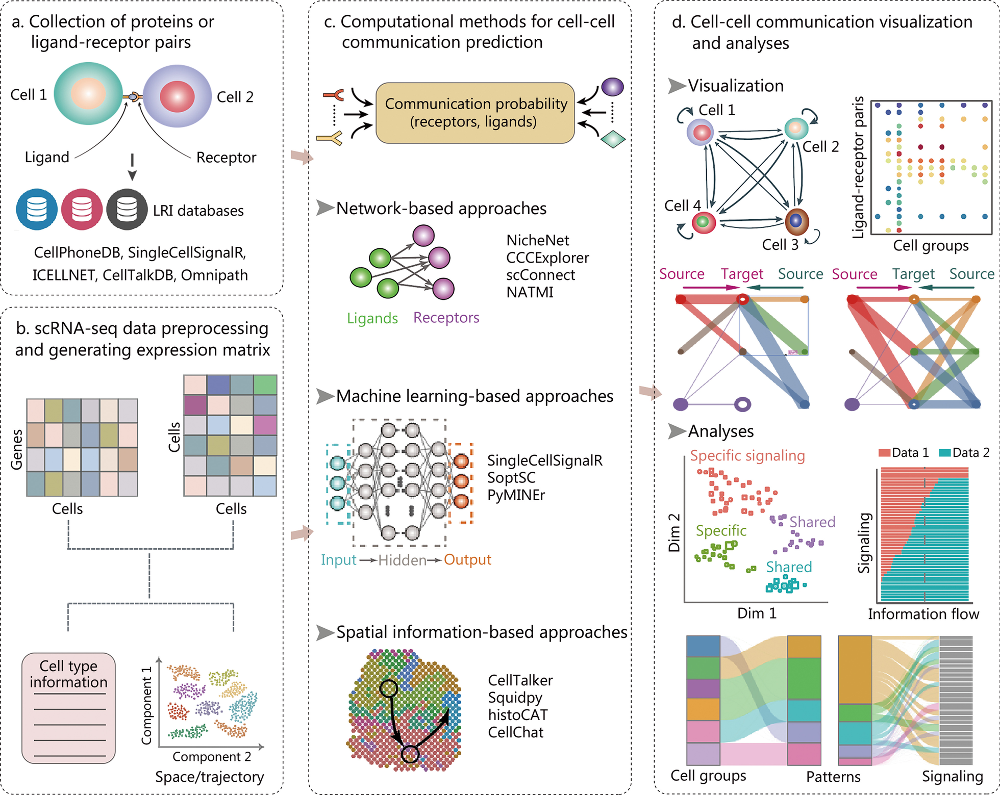 a. Collection of proteins or
ligand-receptor pairs
Cell 1
Cell 2
Ligand
Receptor
LRI databases
CellPhoneDB, SingleCellSignalR,
ICELLNET, CellTalkDB, Omnipath
b. scRNA-seq data preprocessing
and generating expression matrix
Genes
Cells
Cells
Cells
Cell type
information
Component 1
Component 2
Space/trajectory
c. Computational methods for cell-cell
communication prediction
Communication probability
(receptors, ligands)
Network-based approaches
NicheNet
CCCExplorer
scConnect
NATMI
Ligands
Receptors
Machine learning-based approaches
SingleCellSignalR
SoptSC
PyMINEr
Input
Hidden
Output
Spatial information-based approaches
CellTalker
Squidpy
histoCAT
CellChat
d. Cell-cell communication visualization
and analyses
Visualization
Cell 1
Cell 2
Cell 4
Cell 3
Ligand-receptor paris
Cell groups
Source Target Source
Source Target Source
路径
Analyses
Specific signaling
Shared
Specific
Shared
Dim 2
Dim 1
Data 1
Data 2
Signaling
Information flow
Cell groups
Patterns
Signaling